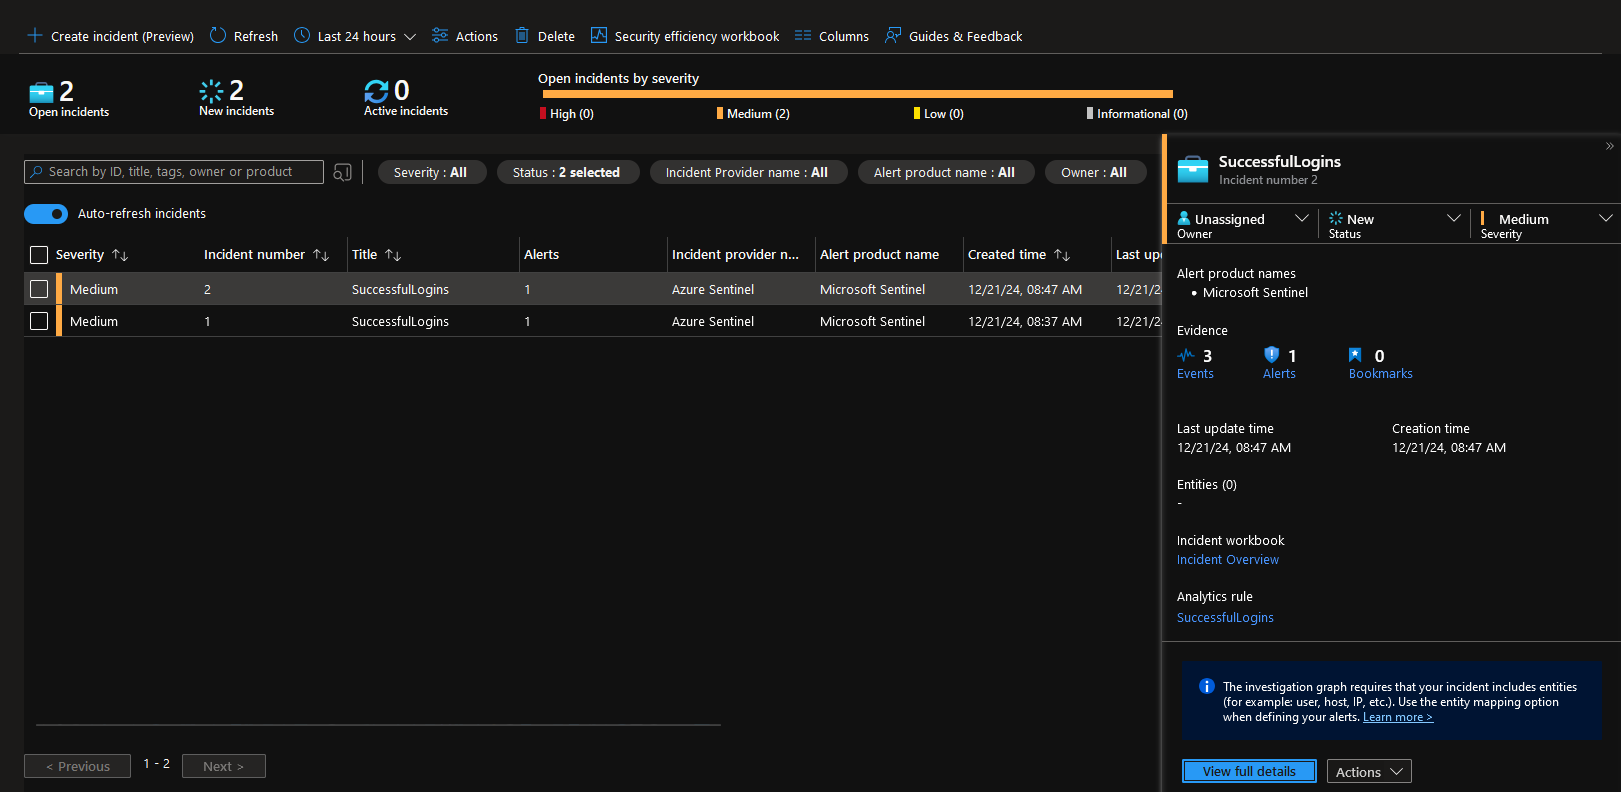 Create incident (Preview) Refresh Last 24 hours Actions Delete Security efficiency workbook Columns Guides & Feedback
2
Open incidents
2
New incidents
0
Active incidents
Open incidents by severity
High (0) Medium (2) Low (0) Informational (0)
Search by ID, title, tags, owner or product
Severity : All Status : 2 selected Incident Provider name : All Alert product name : All Owner : All
Auto-refresh incidents
Severity Incident number Title Alerts Incident provider n... Alert product name Created time Last up
Medium 2 SuccessfulLogins 1 Azure Sentinel Microsoft Sentinel 12/21/24, 08:47 AM 12/21/2
Medium 1 SuccessfulLogins 1 Azure Sentinel Microsoft Sentinel 12/21/24, 08:37 AM 12/21/2
< Previous 1 - 2 Next >
SuccessfulLogins
Incident number 2
Unassigned
Owner
New
Status
Medium
Severity
Alert product names
• Microsoft Sentinel
Evidence
3
Events
1
Alerts
0
Bookmarks
Last update time
12/21/24, 08:47 AM
Creation time
12/21/24, 08:47 AM
Entities (0)
-
Incident workbook
Incident Overview
Analytics rule
SuccessfulLogins
The investigation graph requires that your incident includes entities
(for example: user, host, IP, etc.). Use the entity mapping option
when defining your alerts. Learn more >
View full details Actions